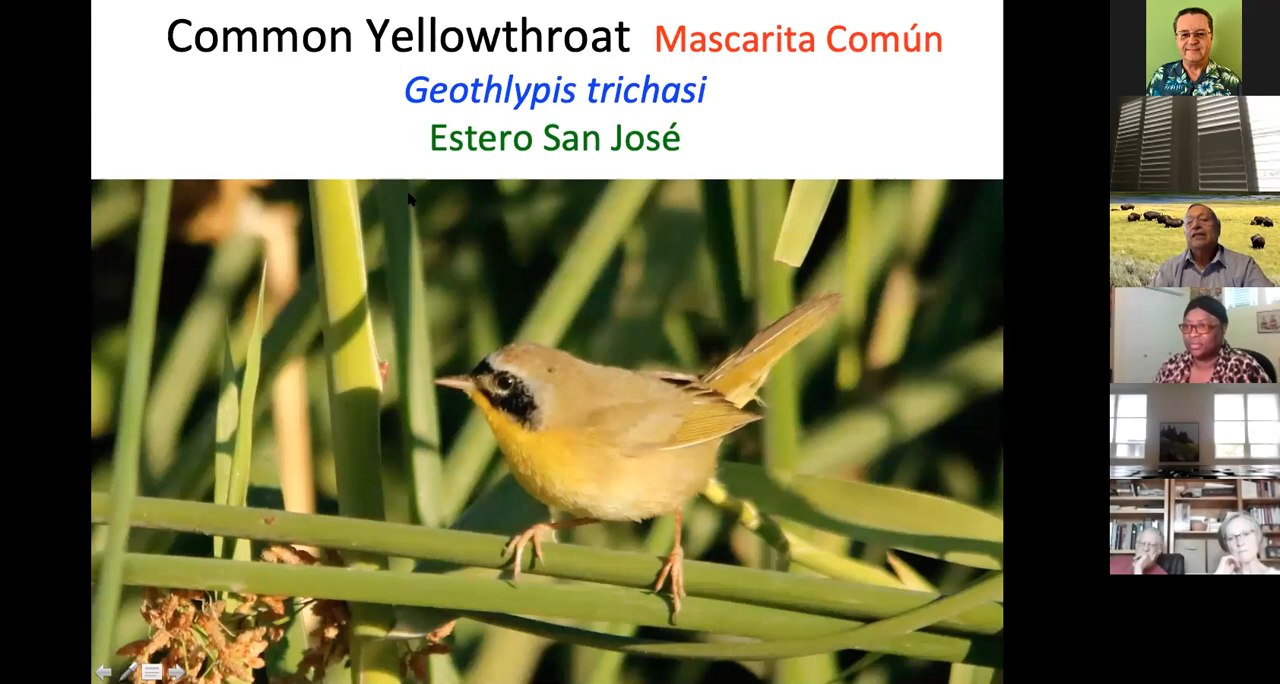 Common Yellowthroat Mascarita Común
Geothlypis trichasi
Estero San José